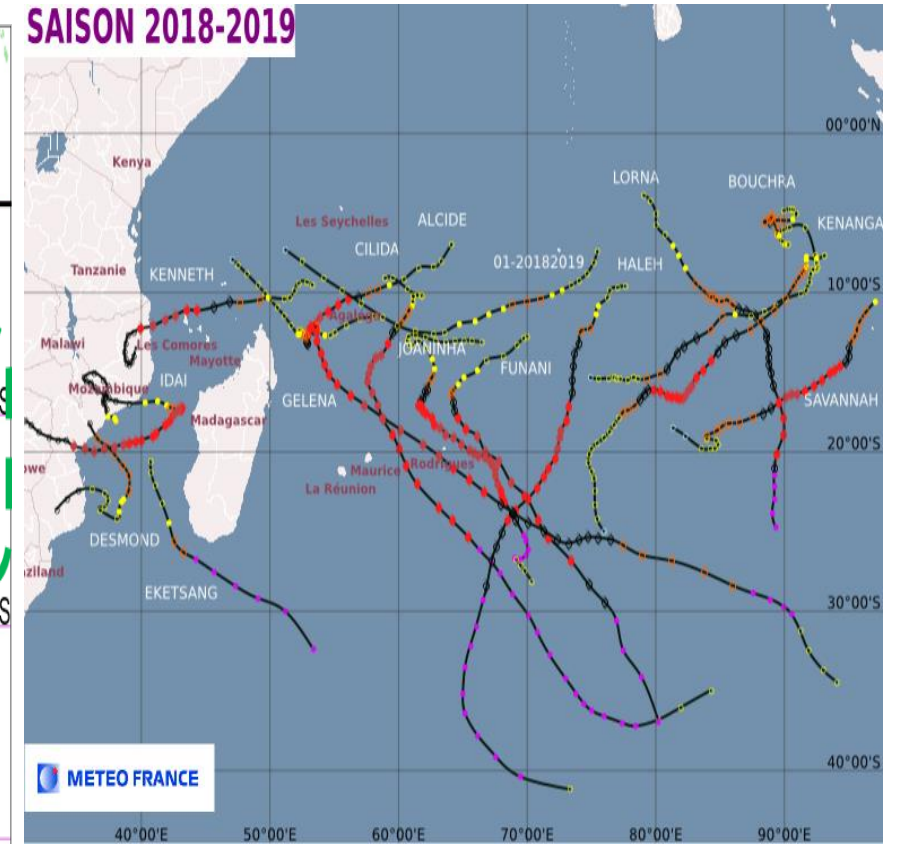 SAISON 2018-2019
00°00'N
LORNA
BOUCHRA
Kenya
Les Seychelles
ALCIDE
KENANGA
CILIDA
01-20182019
HALEH
Tanzanie
KENNETH
10°00'S
Agalega
Malawi
Les Comores
JOANINHA
Mayotte
FUNANI
IDAI
Mozambique
GELENA
SAVANNAH
Madagascar
20°00'S
Rodrigues
Maurice
La Réunion
DESMOND
EKETSANG
30°00'S
METEO FRANCE
40°00'S
40°00'E
50°00'E
60°00'E
70°00'E
80°00'E
90°00'E